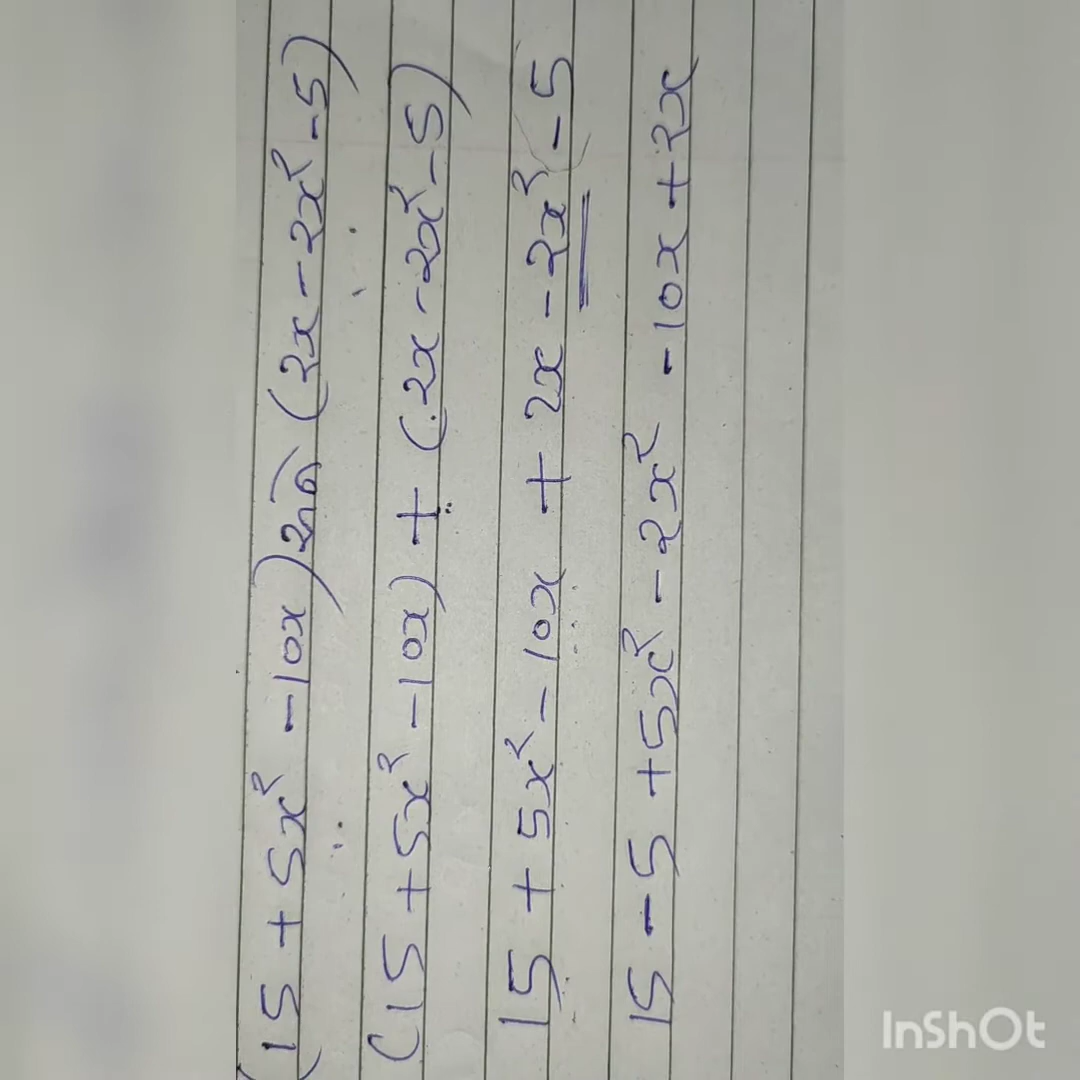 (15 + 5x² - 10x) (2x - 2x² - 5)
(15 + 5x² - 10x) + (2x - 2x² - 5)
15 + 5x² - 10x + 2x - 2x² - 5
15 - 5 + 5x² - 2x² - 10x + 2x
InShOt